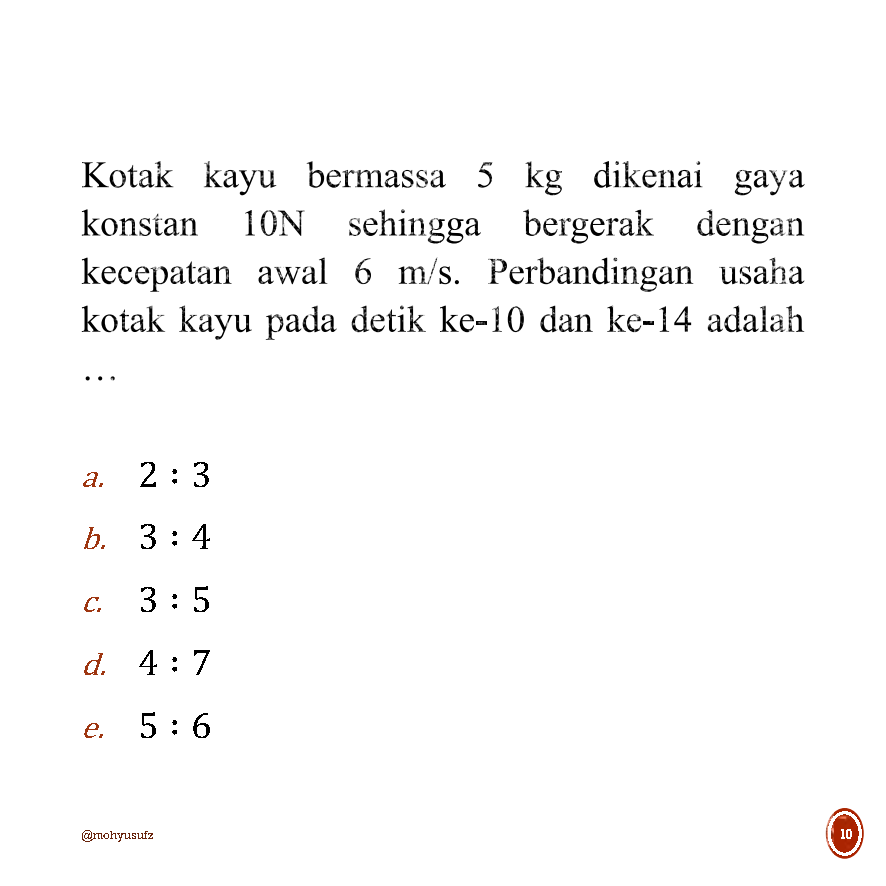 Kotak kayu bermassa 5 kg dikenai gaya
konstan 10N sehingga bergerak dengan
kecepatan awal 6 m/s. Perbandingan usaha
kotak kayu pada detik ke-10 dan ke-14 adalah
…
a. 2 : 3
b. 3 : 4
c. 3 : 5
d. 4 : 7
e. 5 : 6
@mohyusufz
10